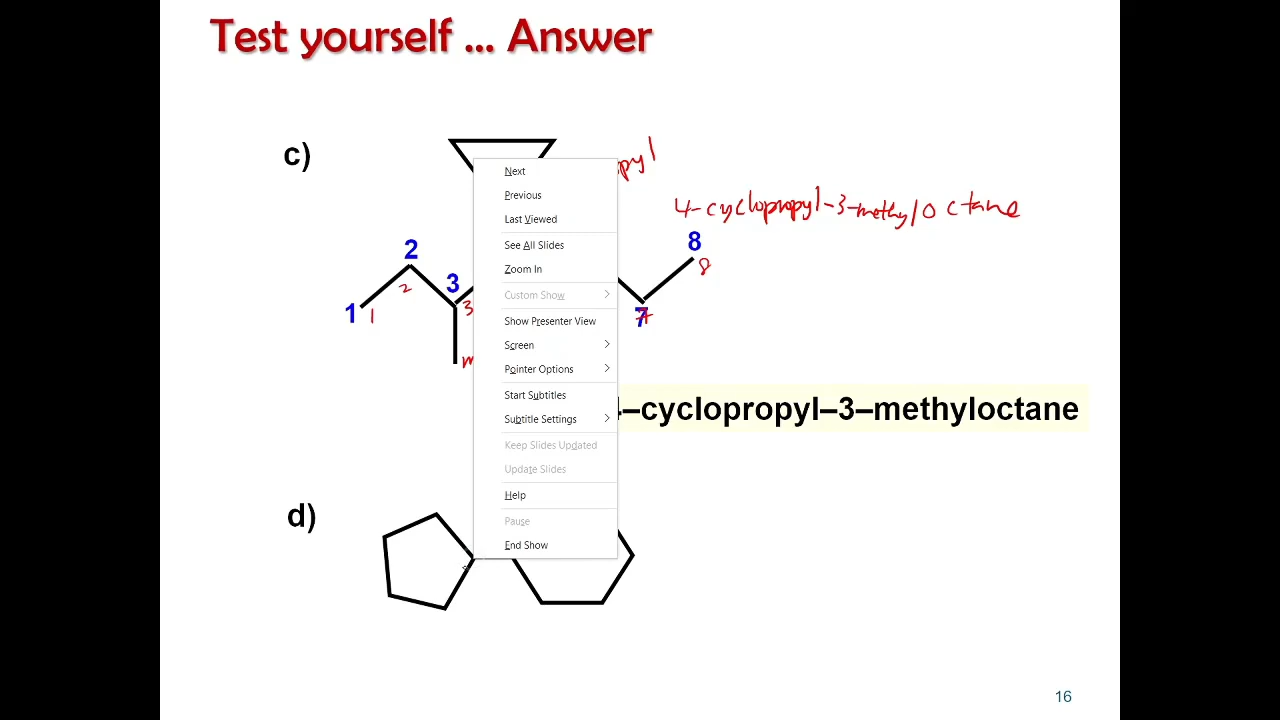 Test yourself ... Answer
c)
pyl
4-cyclopropyl-3-methyloctane
8
8
2
2
3
3
1
1
7
7
m
–cyclopropyl–3–methyloctane
Next
Previous
Last Viewed
See All Slides
Zoom In
Custom Show
Show Presenter View
Screen
Pointer Options
Start Subtitles
Subtitle Settings
Keep Slides Updated
Update Slides
Help
Pause
End Show
d)
16